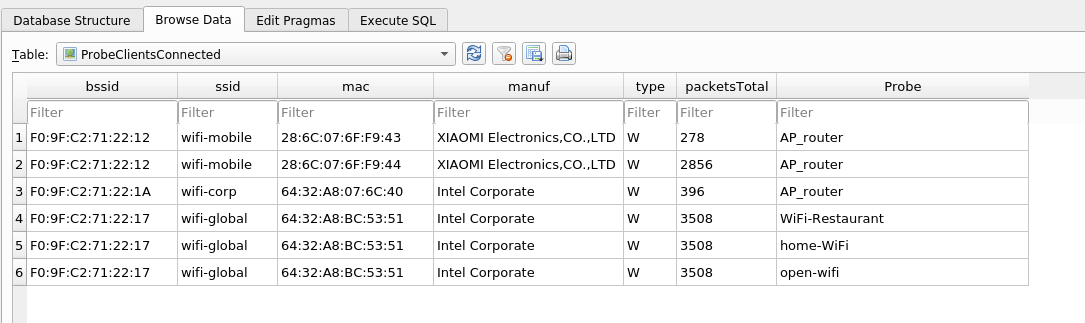 Database Structure Browse Data Edit Pragmas Execute SQL
Table: ProbeClientsConnected
bssid ssid mac manuf type packetsTotal Probe
Filter Filter Filter Filter Filter Filter Filter
1 F0:9F:C2:71:22:12 wifi-mobile 28:6C:07:6F:F9:43 XIAOMI Electronics,CO.,LTD W 278 AP_router
2 F0:9F:C2:71:22:12 wifi-mobile 28:6C:07:6F:F9:44 XIAOMI Electronics,CO.,LTD W 2856 AP_router
3 F0:9F:C2:71:22:1A wifi-corp 64:32:A8:07:6C:40 Intel Corporate W 396 AP_router
4 F0:9F:C2:71:22:17 wifi-global 64:32:A8:BC:53:51 Intel Corporate W 3508 WiFi-Restaurant
5 F0:9F:C2:71:22:17 wifi-global 64:32:A8:BC:53:51 Intel Corporate W 3508 home-WiFi
6 F0:9F:C2:71:22:17 wifi-global 64:32:A8:BC:53:51 Intel Corporate W 3508 open-wifi